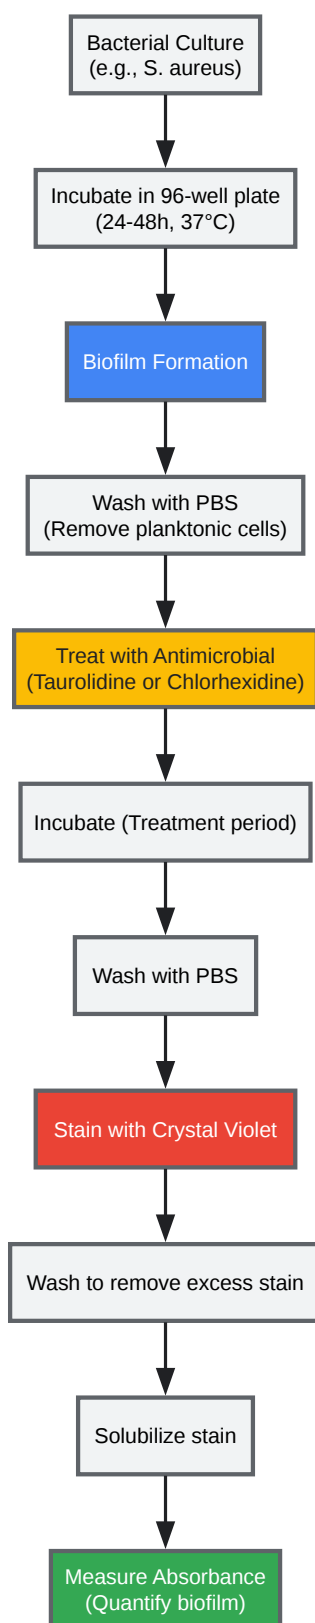 Bacterial Culture
(e.g., S. aureus)
Incubate in 96-well plate
(24-48h, 37°C)
Biofilm Formation
Wash with PBS
(Remove planktonic cells)
Treat with Antimicrobial
(Taurolidine or Chlorhexidine)
Incubate (Treatment period)
Wash with PBS
Stain with Crystal Violet
Wash to remove excess stain
Solubilize stain
Measure Absorbance
(Quantify biofilm)